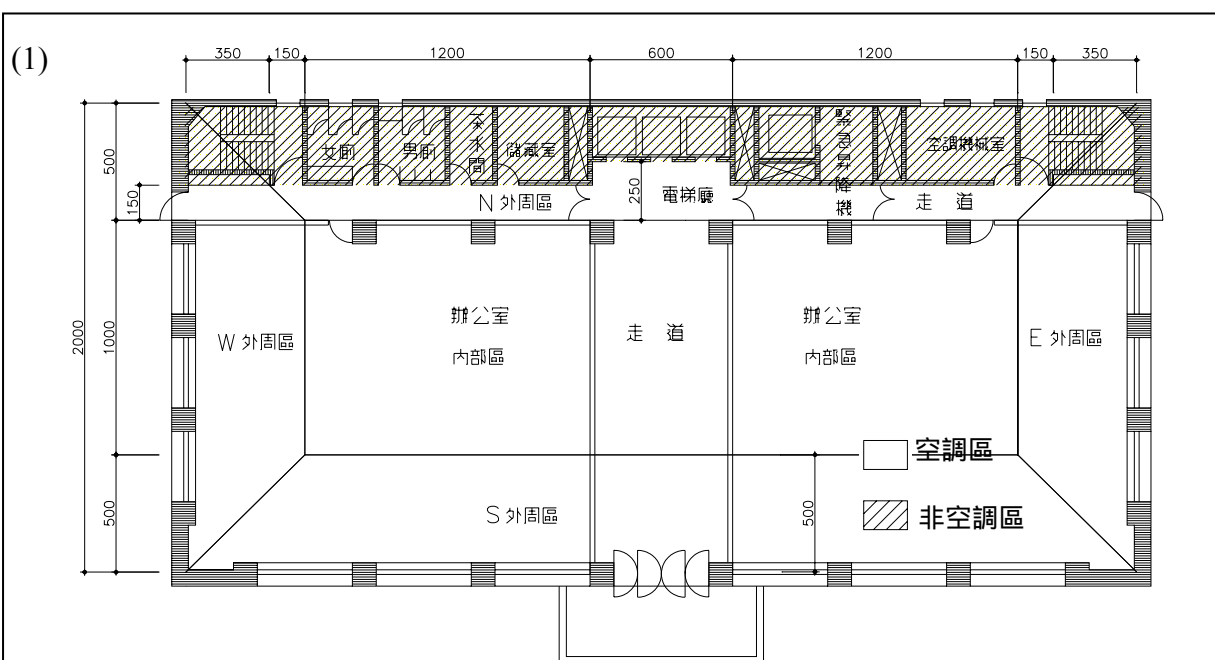 (1)
350 150 1200 600 1200 150 350
500
150
2000
1000
500
女廁 男廁 茶水間 儲藏室 緊急昇降機 空調機械室
250
N 外周區 電梯廳 走 道
辦公室 走 道 辦公室
W 外周區 內部區 內部區 E 外周區
空調區
S 外周區 500 非空調區